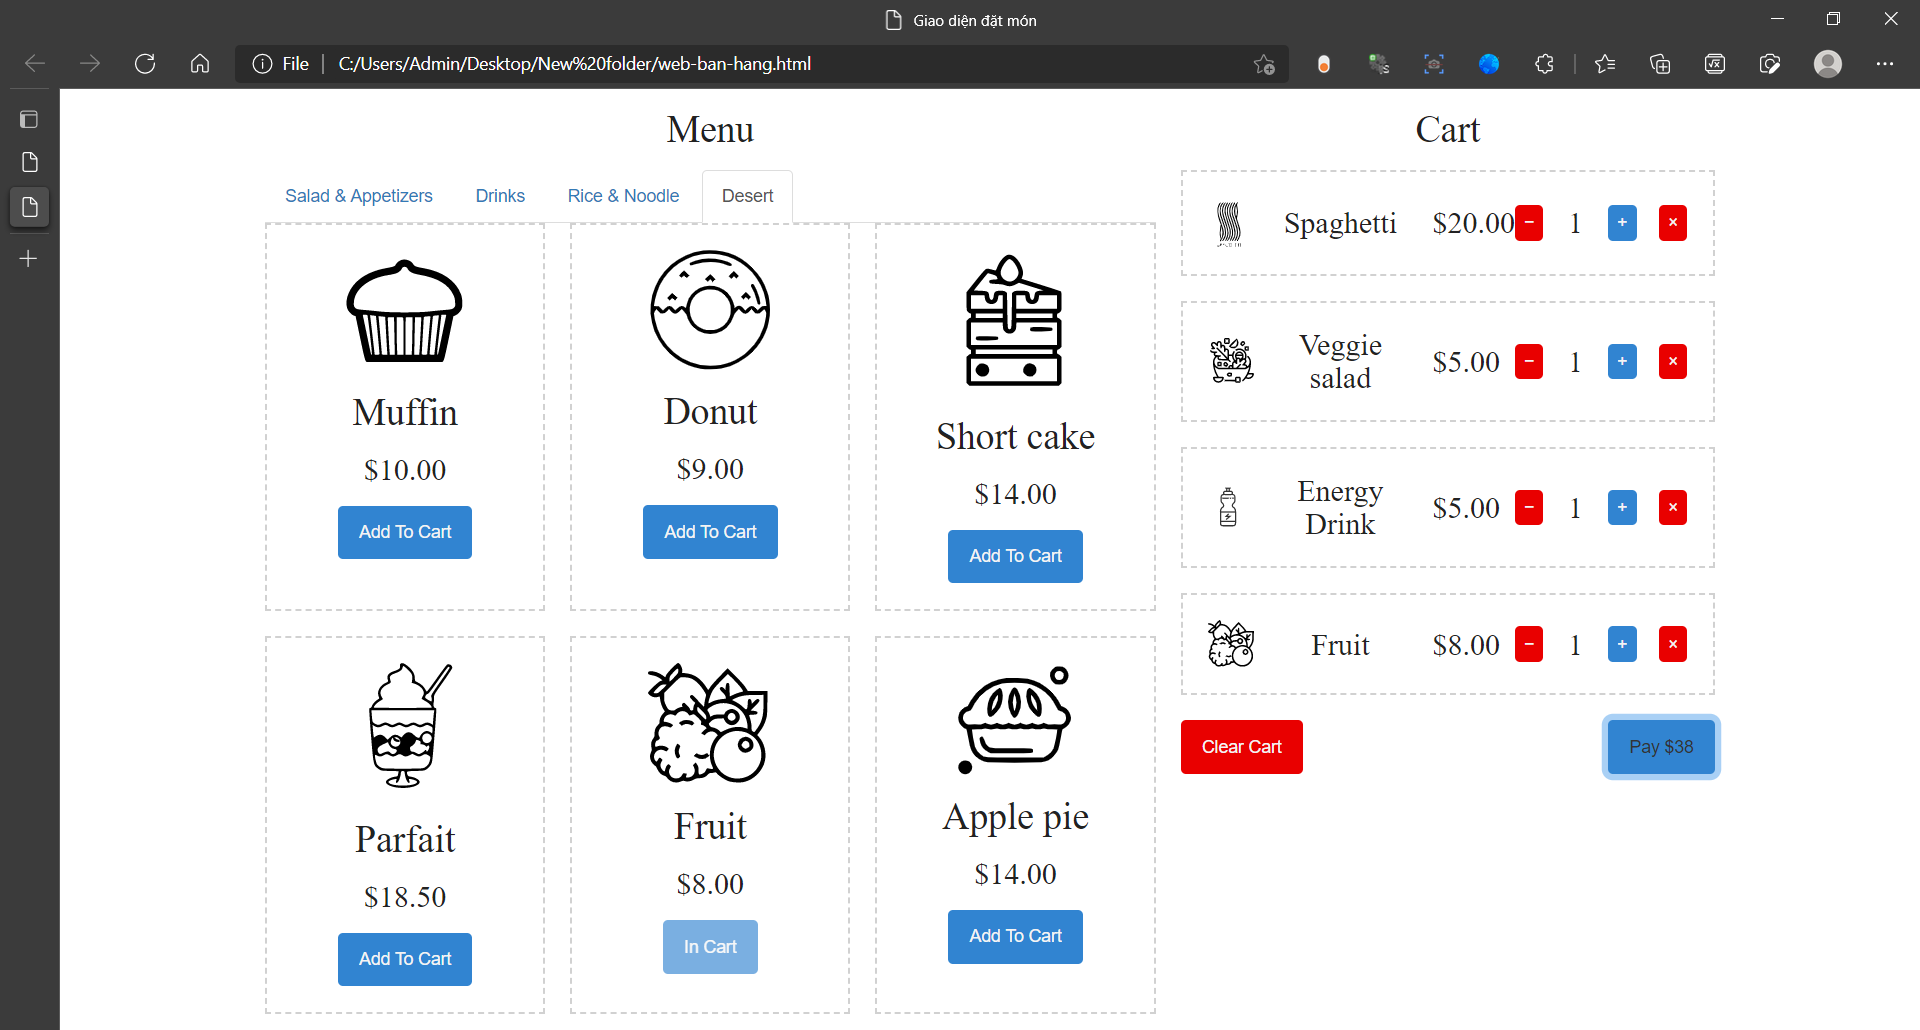 Giao diện đặt món
File
C:/Users/Admin/Desktop/New%20folder/web-ban-hang.html
Menu
Salad & Appetizers Drinks Rice & Noodle Desert
Muffin
$10.00
Add To Cart
Donut
$9.00
Add To Cart
Short cake
$14.00
Add To Cart
Parfait
$18.50
Add To Cart
Fruit
$8.00
In Cart
Apple pie
$14.00
Add To Cart
Cart
Spaghetti $20.00 - 1 + ×
Veggie
salad
$5.00 - 1 + ×
Energy
Drink
$5.00 - 1 + ×
Fruit $8.00 - 1 + ×
Clear Cart Pay $38